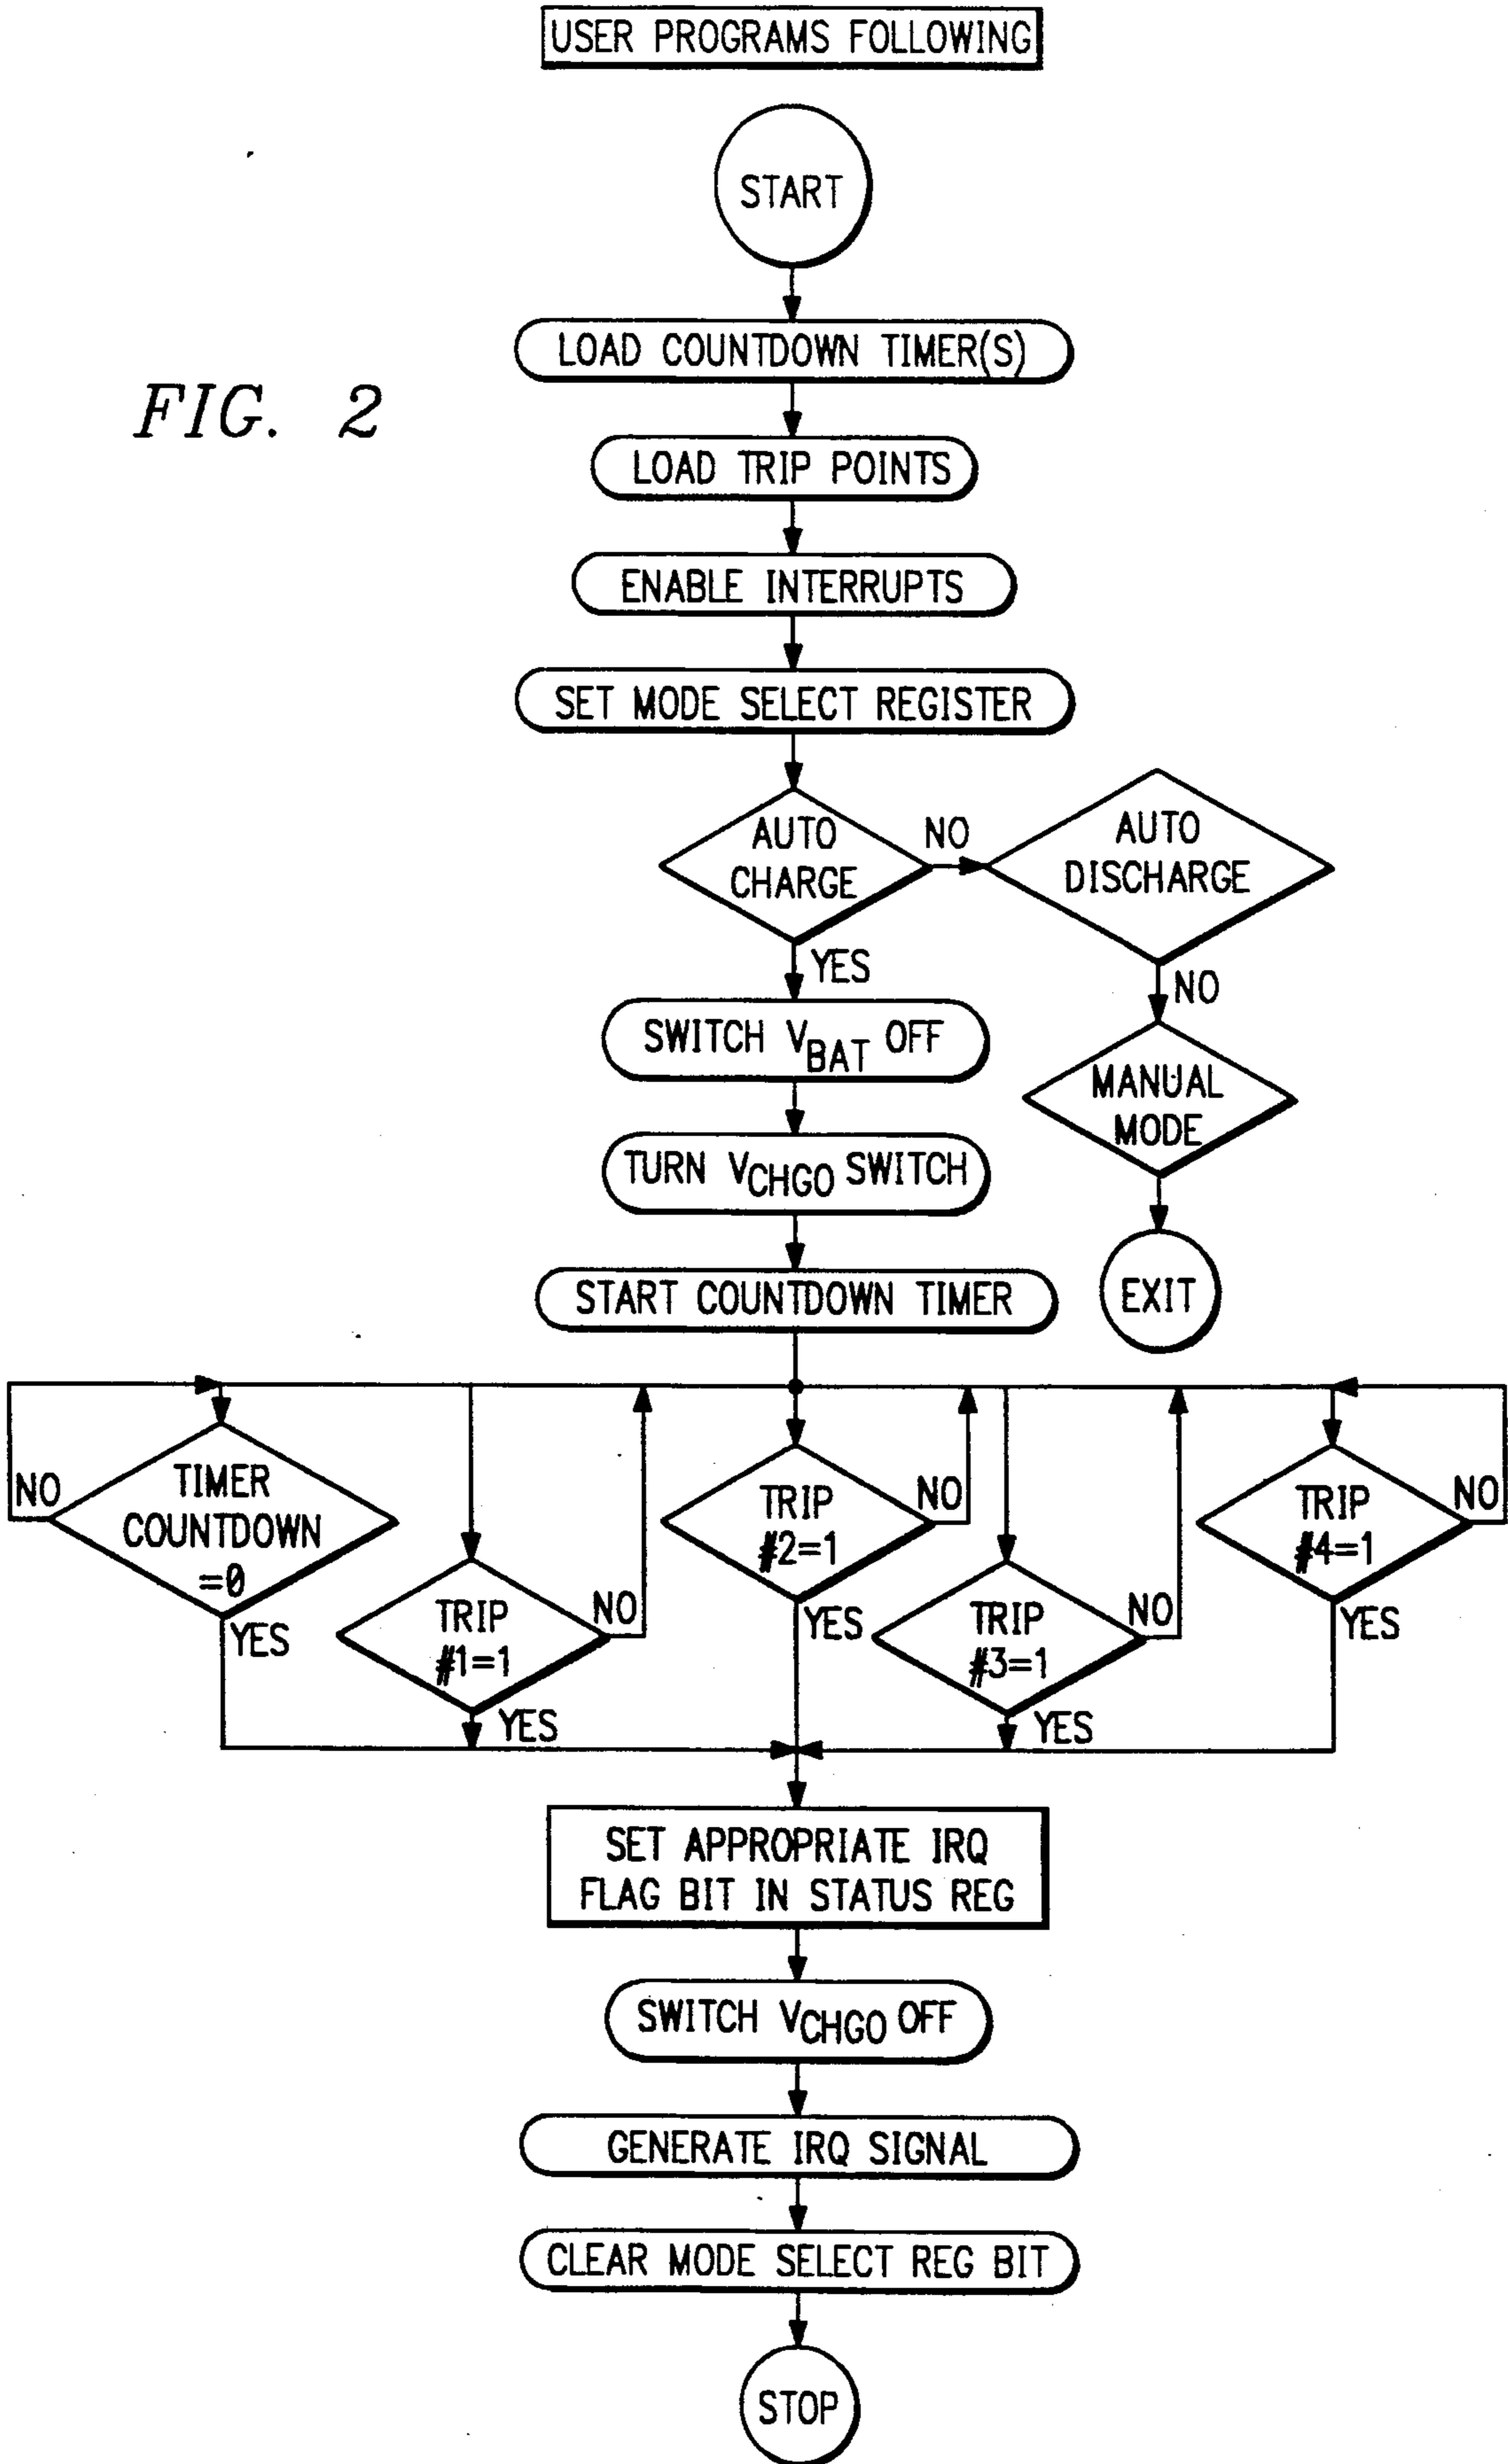 USER PROGRAMS FOLLOWING
START
LOAD COUNTDOWN TIMER(S)
FIG. 2
LOAD TRIP POINTS
ENABLE INTERRUPTS
SET MODE SELECT REGISTER
AUTO
CHARGE
NO
AUTO
DISCHARGE
YES
NO
SWITCH VBAT OFF
MANUAL
MODE
TURN VCHGO SWITCH
START COUNTDOWN TIMER
EXIT
NO
TIMER
COUNTDOWN
=0
YES
TRIP
#1=1
NO
YES
TRIP
#2=1
NO
YES
TRIP
#3=1
NO
YES
TRIP
#4=1
NO
YES
SET APPROPRIATE IRQ
FLAG BIT IN STATUS REG
SWITCH VCHGO OFF
GENERATE IRQ SIGNAL
CLEAR MODE SELECT REG BIT
STOP